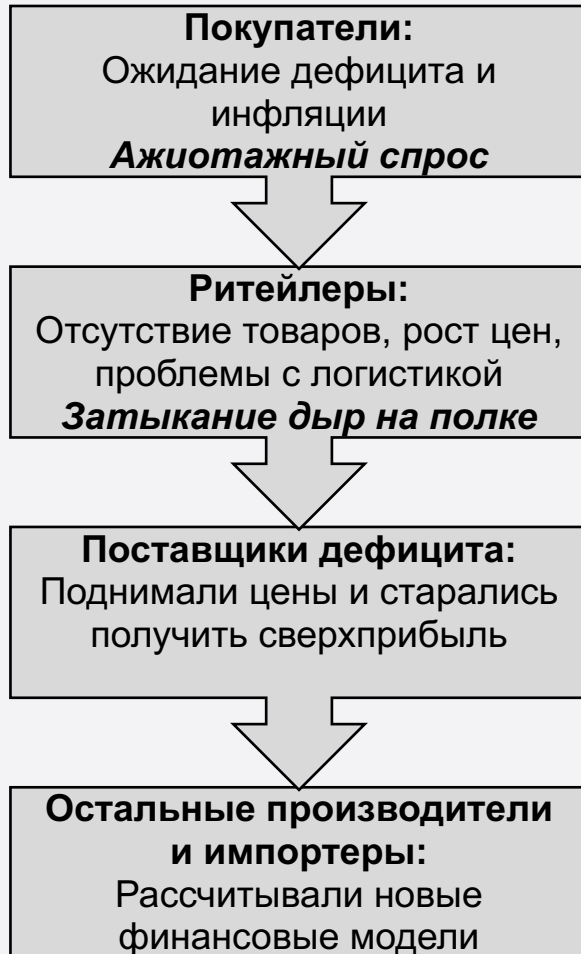 Покупатели:
Ожидание дефицита и
инфляции
Ажиотажный спрос
Ритейлеры:
Отсутствие товаров, рост цен,
проблемы с логистикой
Затыкание дыр на полке
Поставщики дефицита:
Поднимали цены и старались
получить сверхприбыль
Остальные производители
и импортеры:
Рассчитывали новые
финансовые модели